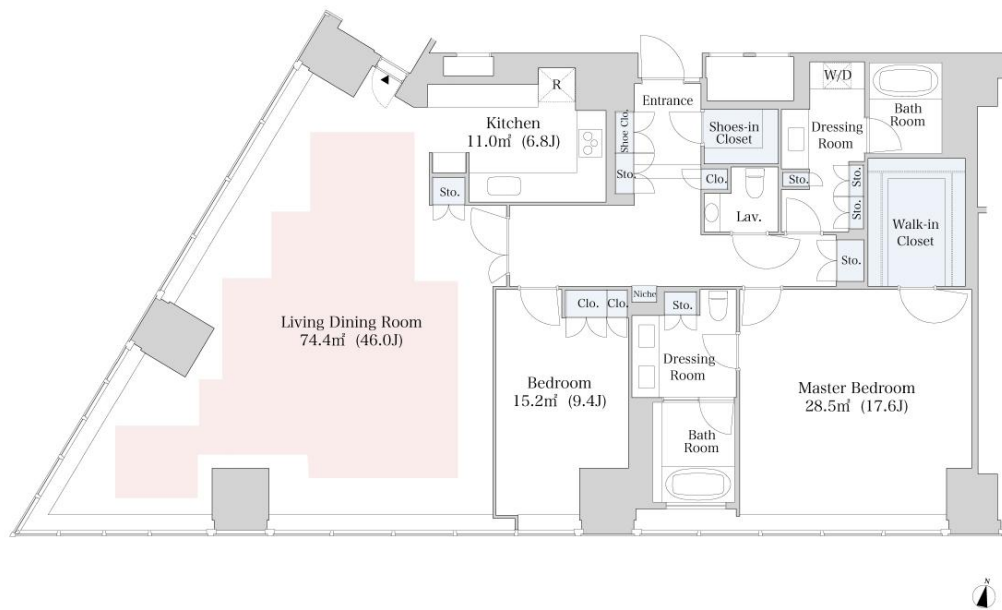 W/D
R
Entrance
Bath
Room
Kitchen
11.0㎡ (6.8J)
Shoe Clo.
Shoes-in
Closet
Dressing
Room
Sto.
Sto.
Clo.
Sto.
Sto.
Sto.
Lav.
Walk-in
Closet
Sto.
Niche
Clo.
Clo.
Sto.
Living Dining Room
74.4㎡ (46.0J)
Dressing
Room
Bedroom
15.2㎡ (9.4J)
Master Bedroom
28.5㎡ (17.6J)
Bath
Room
N